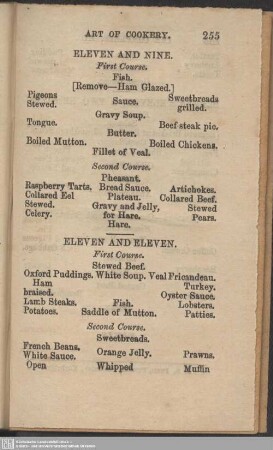 ART OF COOKERY. 255
ELEVEN AND NINE.
First Course.
Fish.
[Remove—Ham Glazed.]
Pigeons Sweetbreads
Stewed. Sauce. grilled.
Gravy Soup.
Tongue. Beef steak pie.
Butter.
Boiled Mutton. Boiled Chickens.
Fillet of Veal.
Second Course.
Pheasant.
Raspberry Tarts. Bread Sauce. Artichokes.
Collared Eel Plateau. Collared Beef.
Stewed. Gravy and Jelly, Stewed
Celery. for Hare. Pears.
Hare.
ELEVEN AND ELEVEN.
First Course.
Stewed Beef.
Oxford Puddings. White Soup. Veal Fricandeau.
Ham Turkey.
braised. Oyster Sauce.
Lamb Steaks. Fish. Lobsters.
Potatoes. Saddle of Mutton. Patties.
Second Course.
Sweetbreads.
French Beans.
White Sauce. Orange Jelly. Prawns.
Open Whipped Muffin